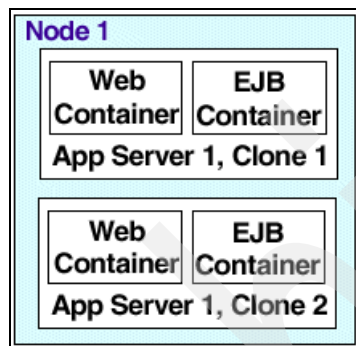 Node 1
Web Container
EJB Container
App Server 1, Clone 1
Web Container
EJB Container
App Server 1, Clone 2